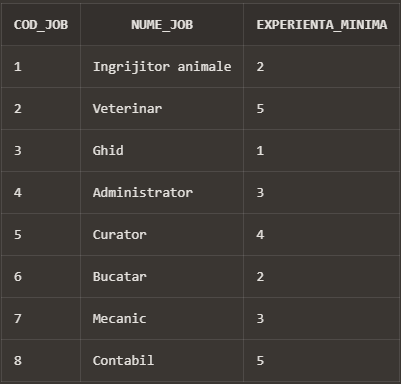 COD_JOB NUME_JOB EXPERIENTA_MINIMA
1 Ingrijitor animale 2
2 Veterinar 5
3 Ghid 1
4 Administrator 3
5 Curator 4
6 Bucatar 2
7 Mecanic 3
8 Contabil 5